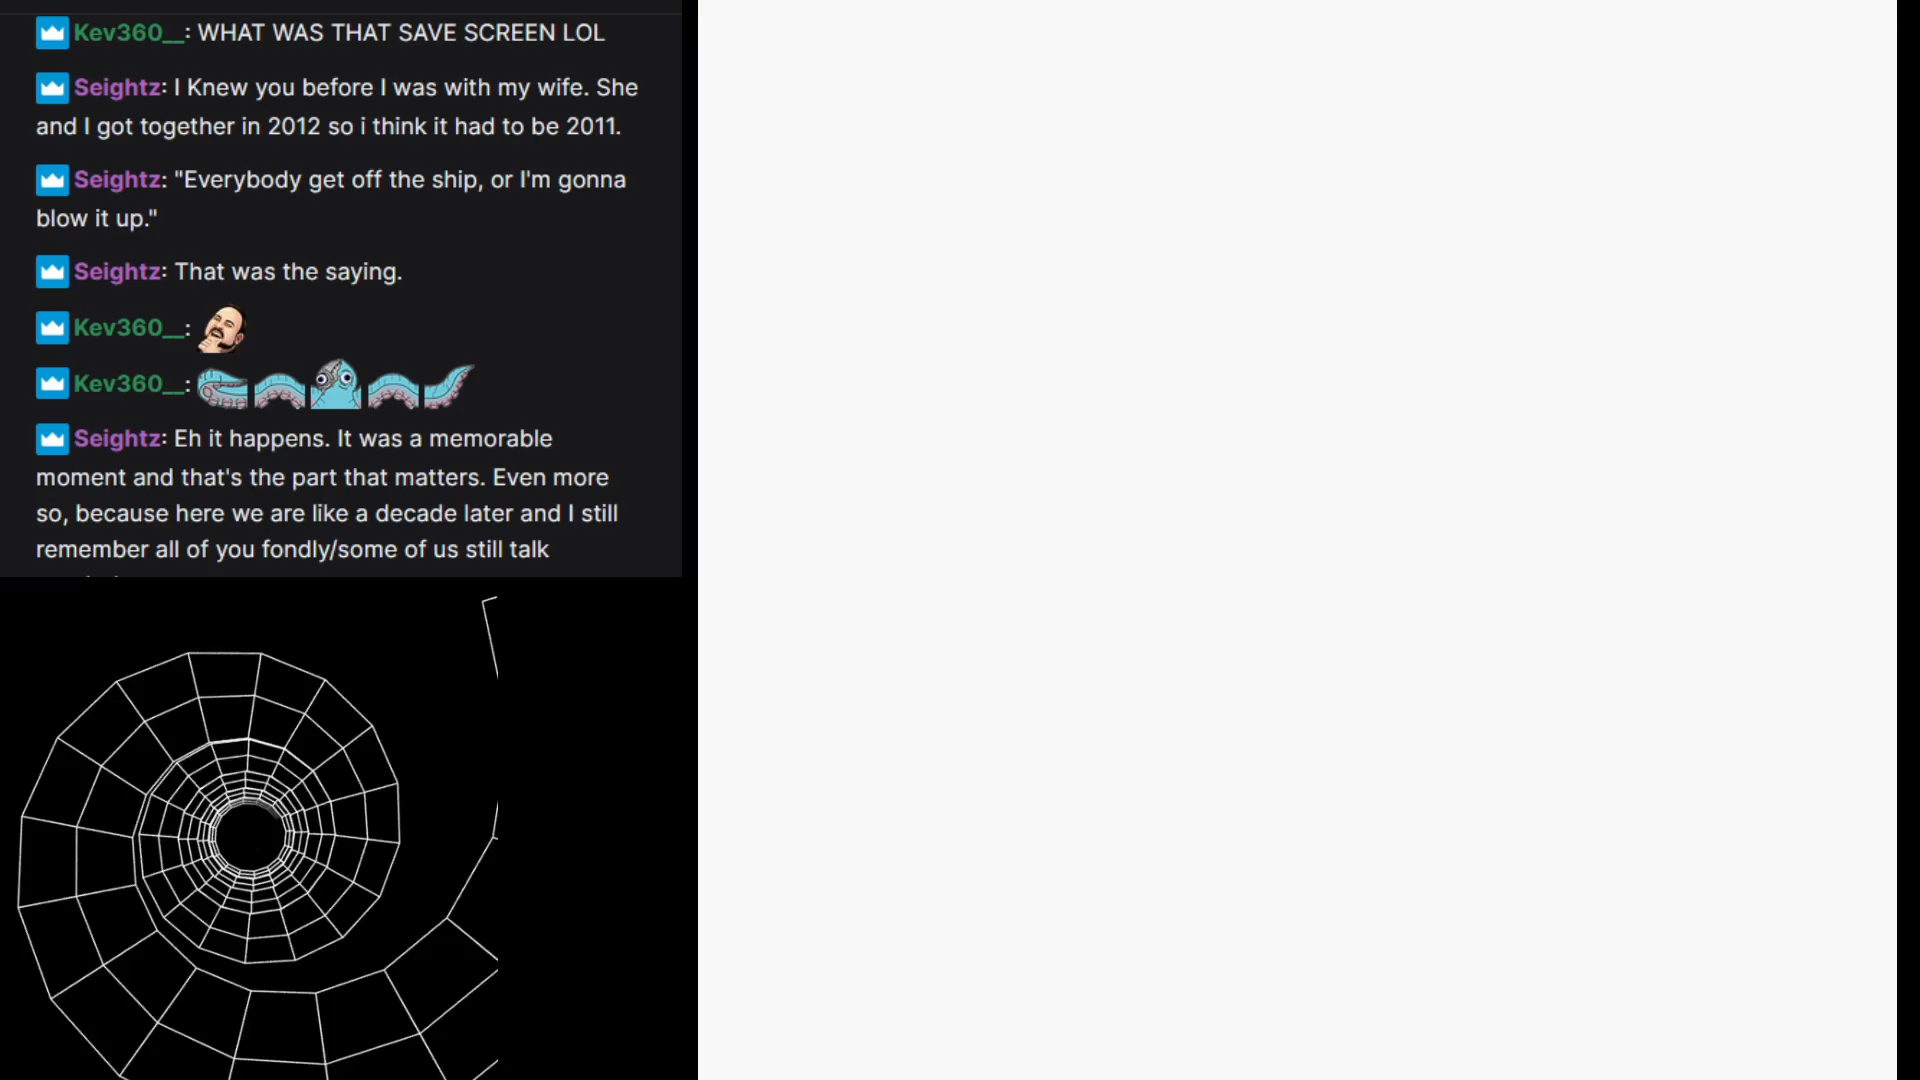 Kev360__: WHAT WAS THAT SAVE SCREEN LOL
Seightz: I Knew you before I was with my wife. She
and I got together in 2012 so i think it had to be 2011.
Seightz: "Everybody get off the ship, or I'm gonna
blow it up."
Seightz: That was the saying.
Kev360__:
Kev360__:
Seightz: Eh it happens. It was a memorable
moment and that's the part that matters. Even more
so, because here we are like a decade later and I still
remember all of you fondly/some of us still talk